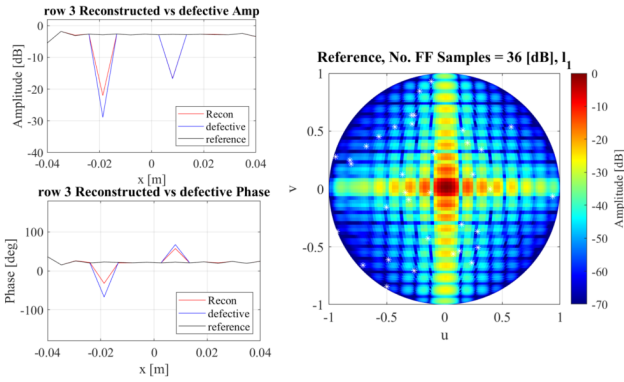 row 3 Reconstructed vs defective Amp
Amplitude [dB]
0
-10
-20
-30
-40
-0.04
-0.02
0
0.02
0.04
x [m]
Recon
defective
reference
row 3 Reconstructed vs defective Phase
Phase [deg]
100
0
-100
-0.04
-0.02
0
0.02
0.04
x [m]
Recon
defective
reference
Reference, No. FF Samples = 36 [dB], l1
v
1
0.5
0
-0.5
-1
-1
-0.5
0
0.5
1
u
0
-10
-20
-30
-40
-50
-60
-70
Amplitude [dB]